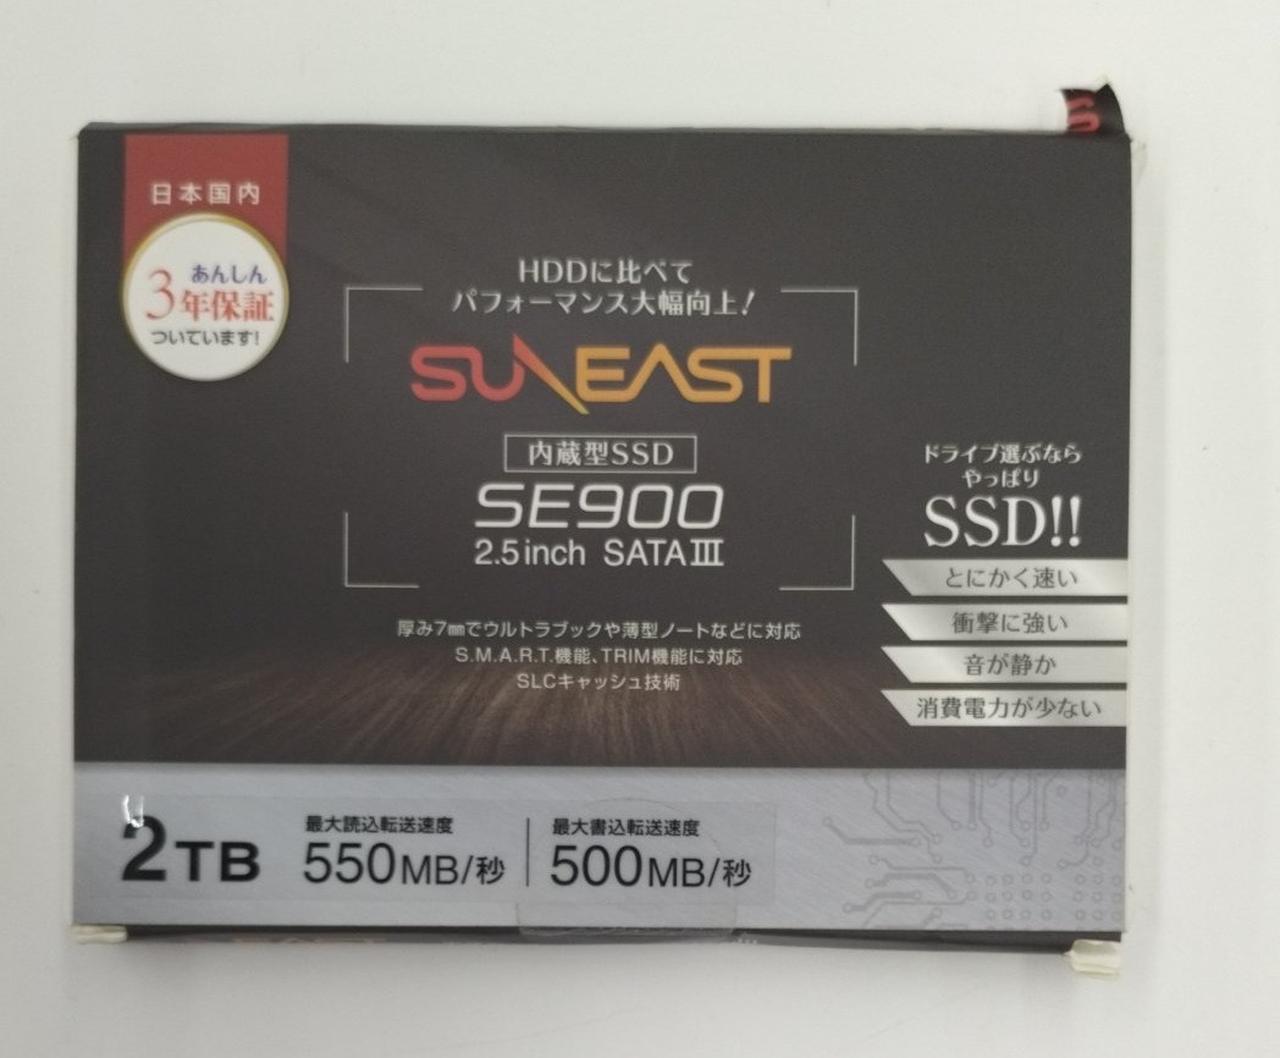 日本国内
あんしん
3年保証
ついています!
HDDに比べて
パフォーマンス大幅向上!
SUNEAST
内蔵型SSD
SE900
2.5inch SATAⅢ
厚み7㎜でウルトラブックや薄型ノートなどに対応
S.M.A.R.T.機能、TRIM機能に対応
SLCキャッシュ技術
ドライブ選ぶなら
やっぱり
SSD!!
とにかく速い
衝撃に強い
音が静か
消費電力が少ない
2TB
最大読込転送速度
550MB/秒
最大書込転送速度
500MB/秒